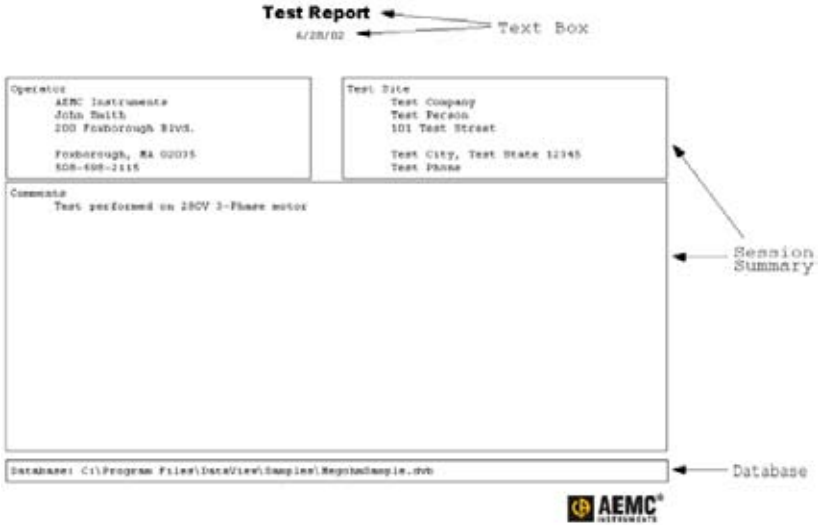 Test Report
6/28/02
Text Box
Operator
AEMC Instruments
John Smith
200 Foxborough Blvd.
Foxborough, MA 02035
508-698-2115
Test Site
Test Company
Test Person
101 Test Street
Test City, Test State 12345
Test Phone
Comments
Test performed on 280V 3-Phase motor
Session
Summary
Database: C:\Program Files\DataView\Samples\MegohmSample.dvb
Database
AEMC®
INSTRUMENTS